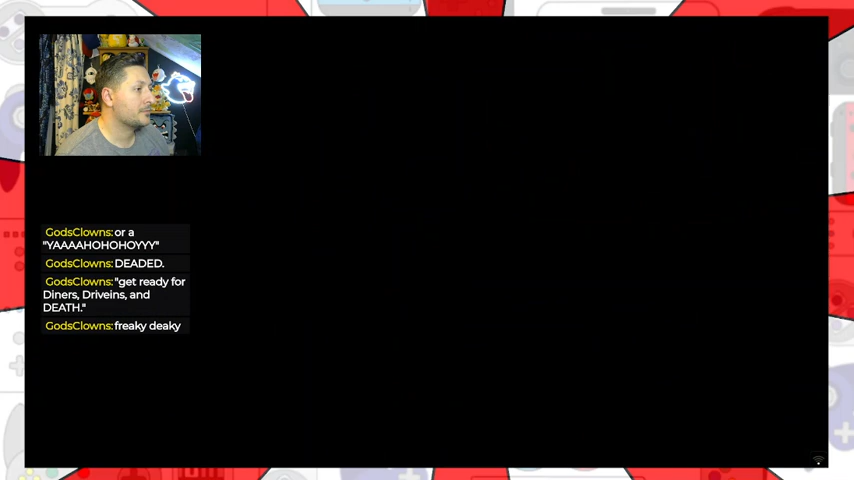 GodsClowns: or a
"YAAAAHOHOHOYYY"
GodsClowns: DEADED.
GodsClowns: "get ready for
Diners, Driveins, and
DEATH."
GodsClowns: freaky deaky